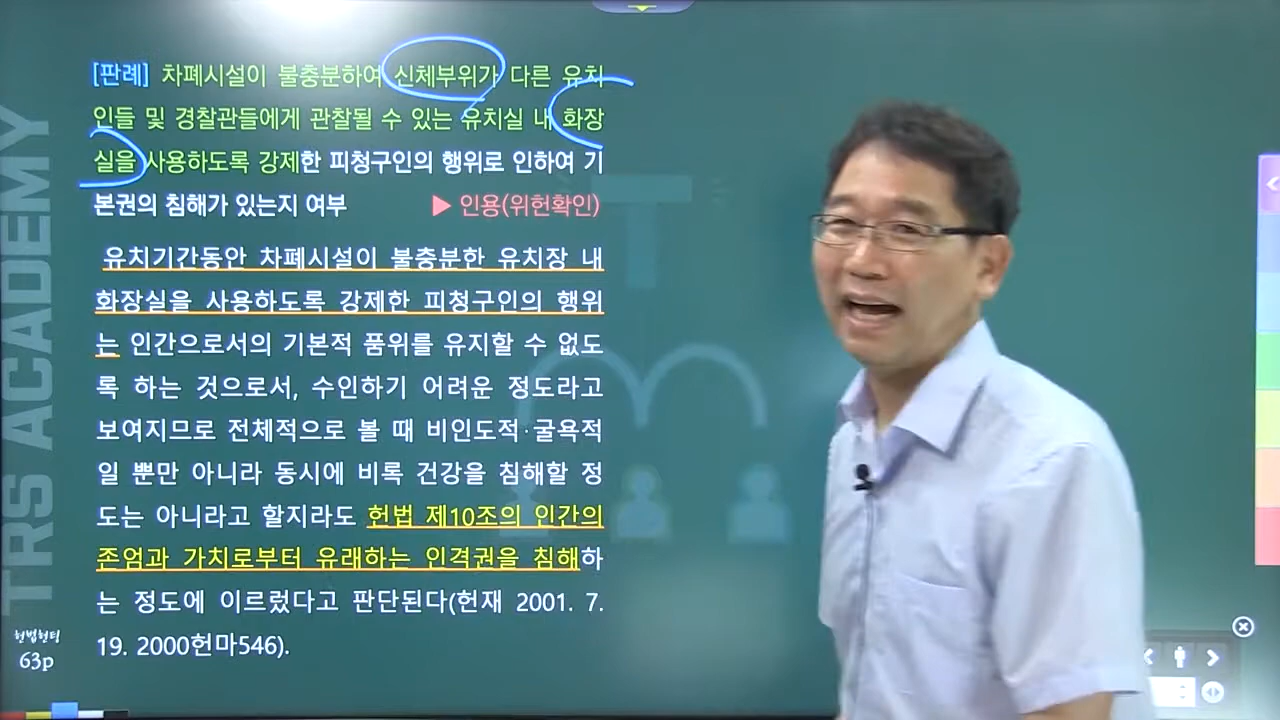 [판례] 차폐시설이 불충분하여 신체부위가 다른 유치
인들 및 경찰관들에게 관찰될 수 있는 유치실 내 화장
실을 사용하도록 강제한 피청구인의 행위로 인하여 기
본권의 침해가 있는지 여부 ▶ 인용(위헌확인)
유치기간동안 차폐시설이 불충분한 유치장 내
화장실을 사용하도록 강제한 피청구인의 행위
는 인간으로서의 기본적 품위를 유지할 수 없도
록 하는 것으로서, 수인하기 어려운 정도라고
보여지므로 전체적으로 볼 때 비인도적·굴욕적
일 뿐만 아니라 동시에 비록 건강을 침해할 정
도는 아니라고 할지라도 헌법 제10조의 인간의
존엄과 가치로부터 유래하는 인격권을 침해하
는 정도에 이르렀다고 판단된다(헌재 2001. 7.
19. 2000헌마546).
TRS ACADEMY
헌법헌팅
63p